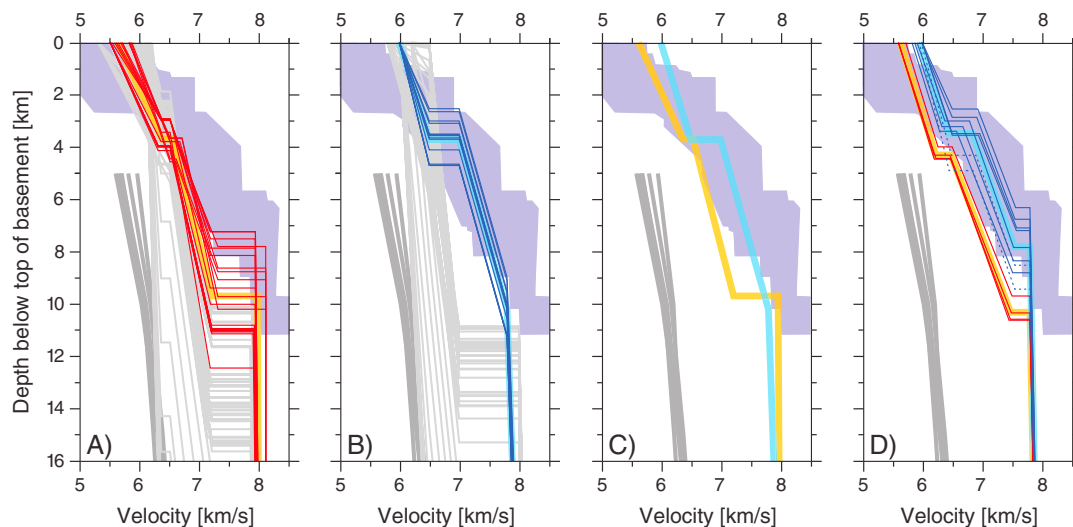 5 6 7 8 5 6 7 8 5 6 7 8 5 6 7 8
0
2
4
6
8
10
12
14
16
Depth below top of basement [km]
A) B) C) D)
5 6 7 8 5 6 7 8 5 6 7 8 5 6 7 8
Velocity [km/s] Velocity [km/s] Velocity [km/s] Velocity [km/s]